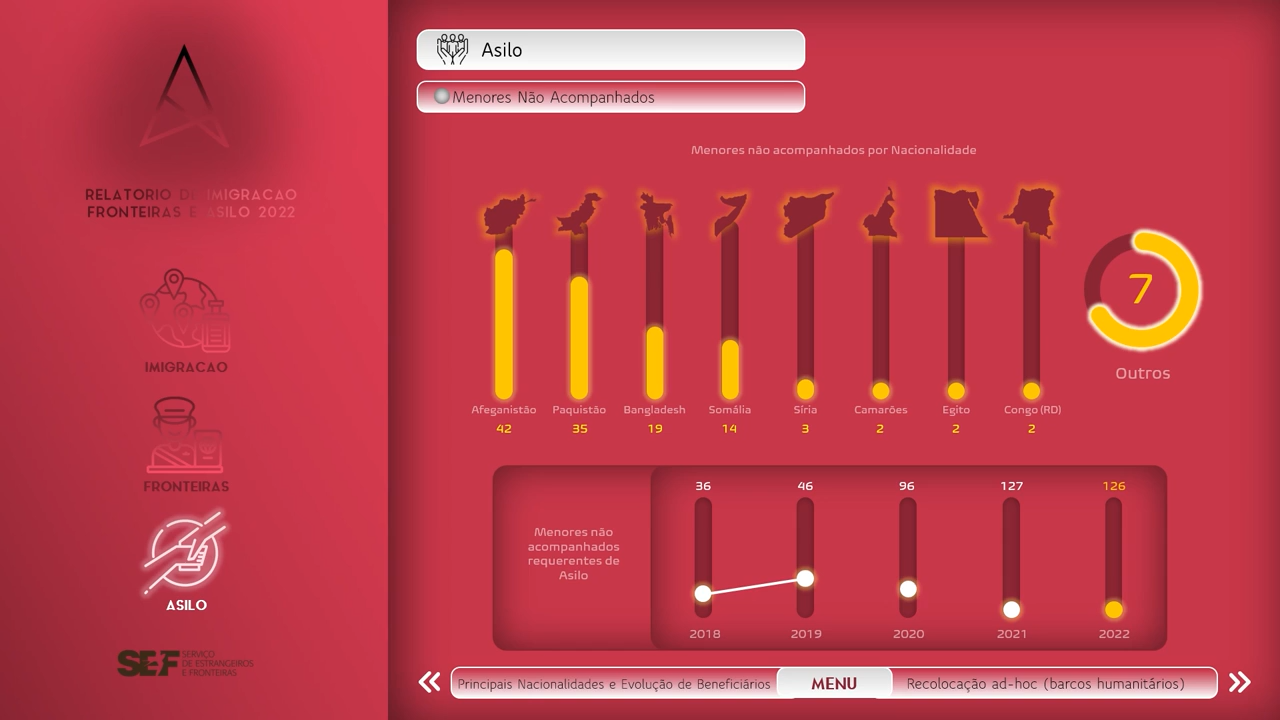 RELATORIO DE IMIGRACAO
FRONTEIRAS E ASILO 2022
IMIGRACAO
FRONTEIRAS
ASILO
SEF SERVIÇO
DE ESTRANGEIROS
E FRONTEIRAS
Asilo
Menores Não Acompanhados
Menores não acompanhados por Nacionalidade
Afeganistão Paquistão Bangladesh Somália Síria Camarões Egito Congo (RD)
42 35 19 14 3 2 2 2
7
Outros
Menores não
acompanhados
requerentes de
Asilo
36 46 96 127 126
2018 2019 2020 2021 2022
Principais Nacionalidades e Evolução de Beneficiários MENU Recolocação ad-hoc (barcos humanitários)